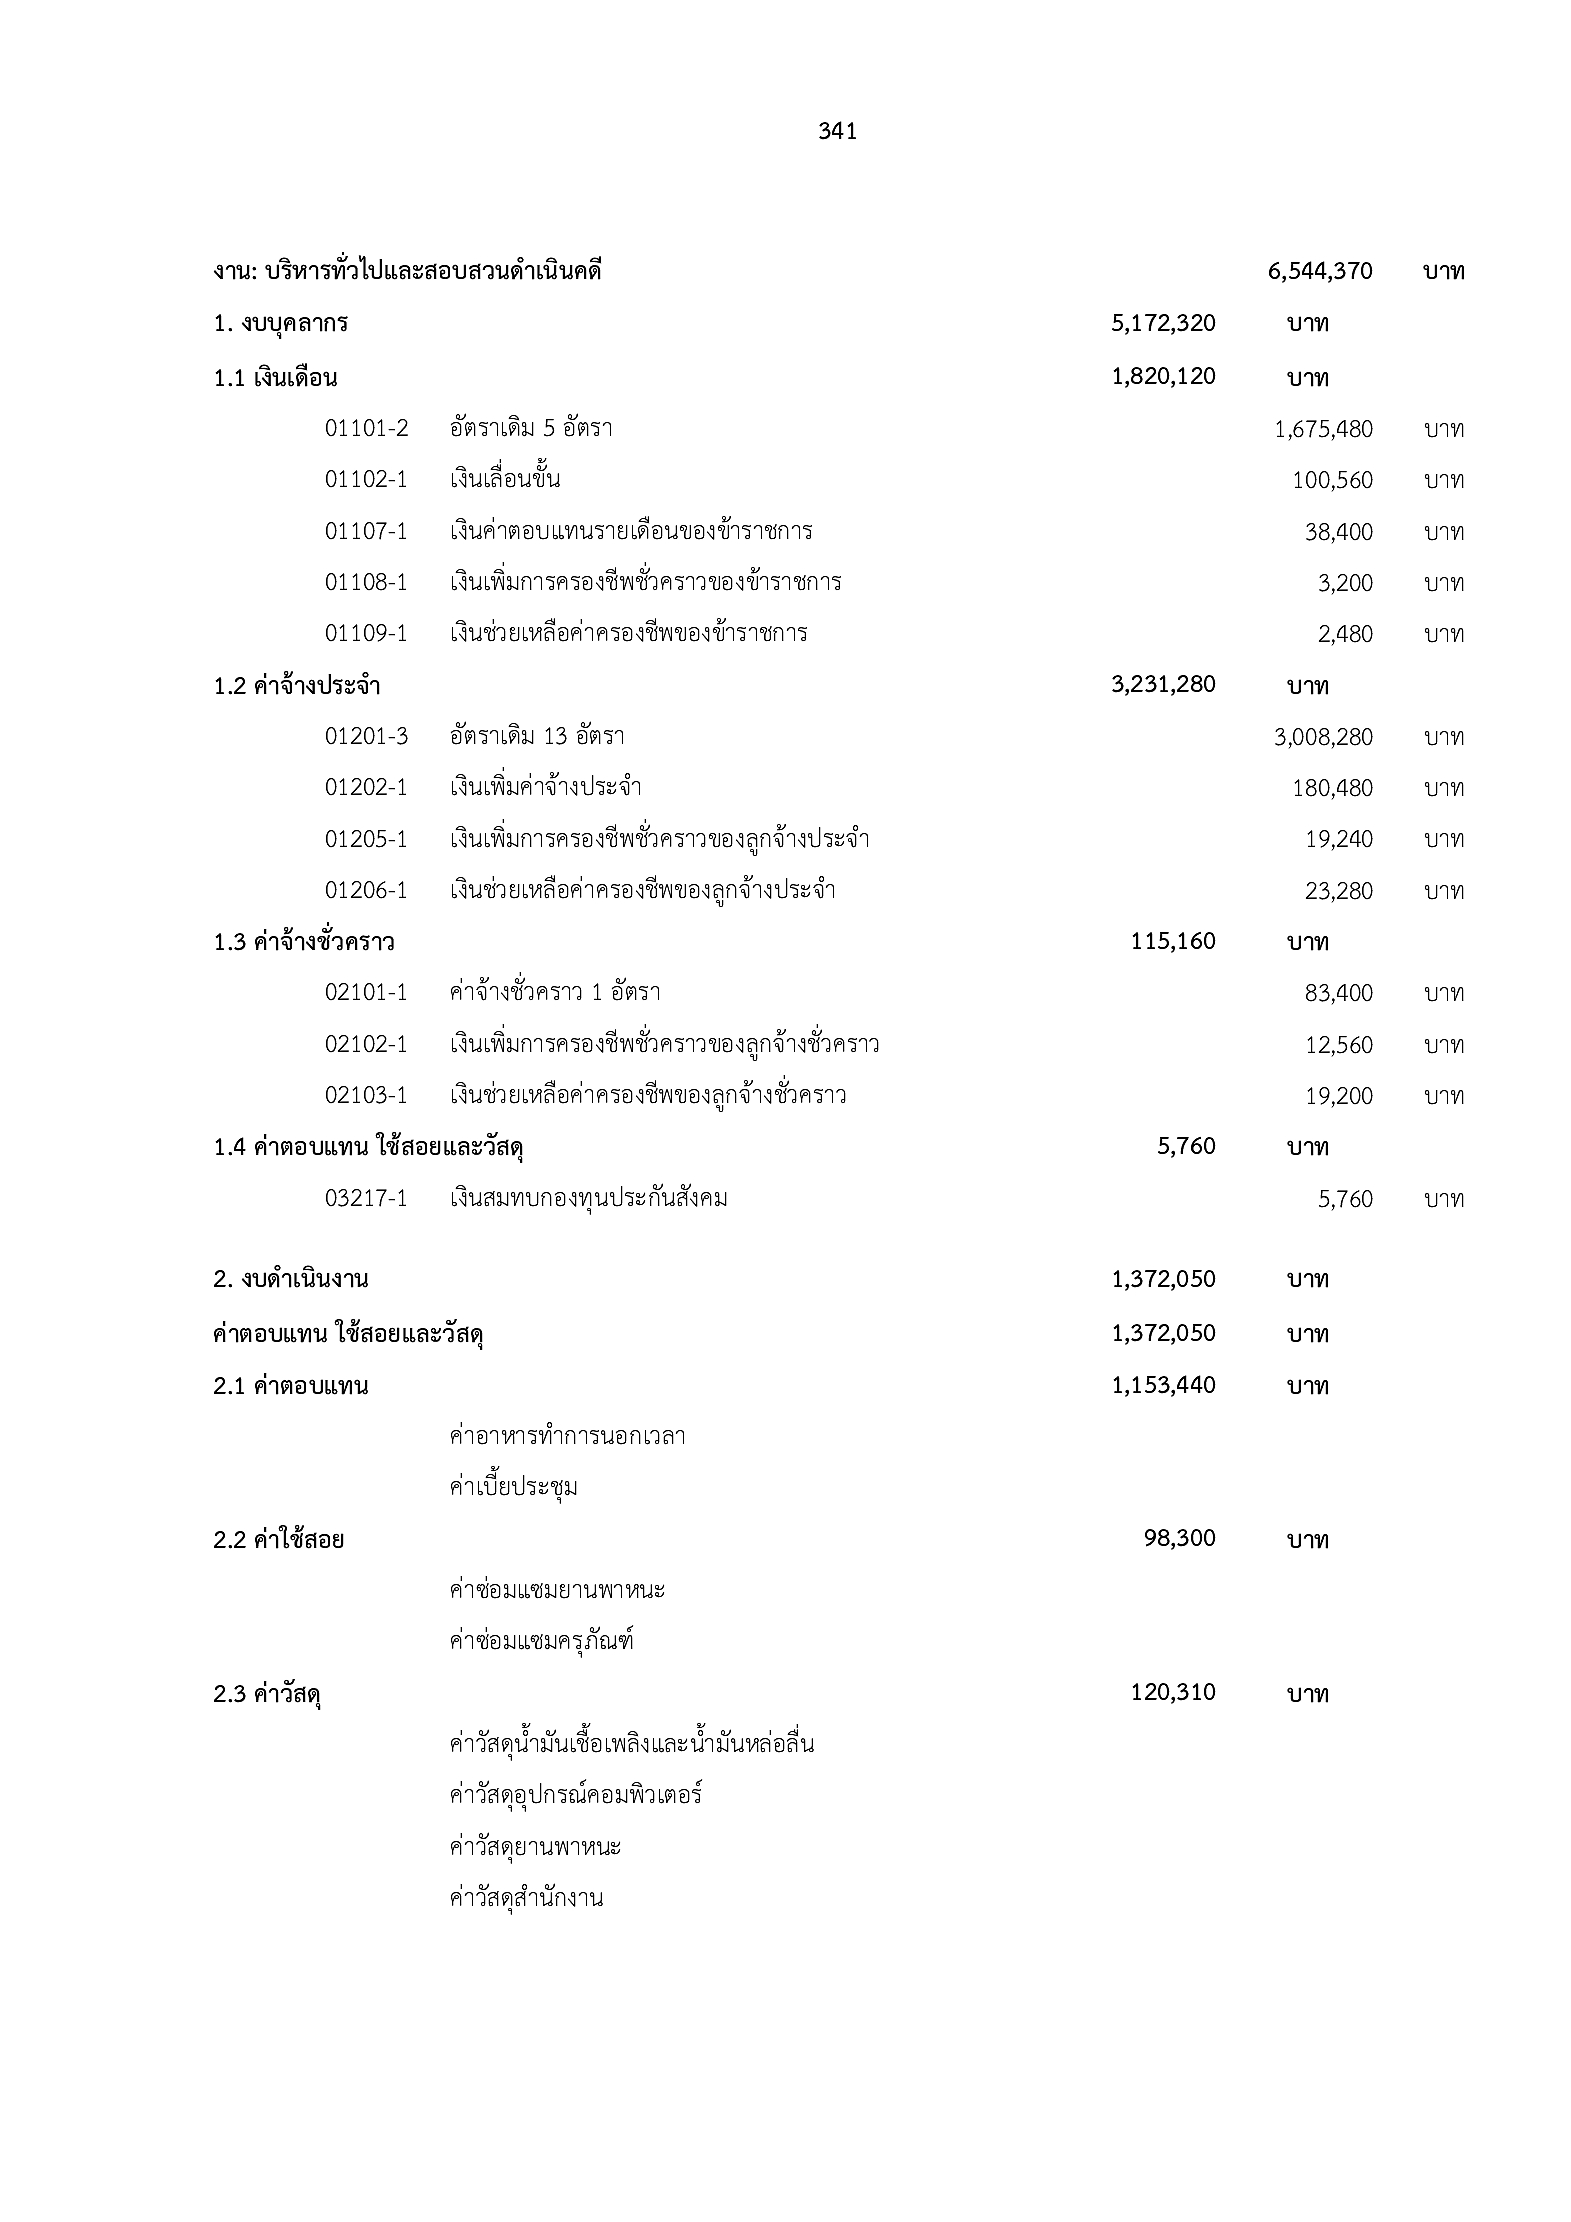 341
งาน: บริหารทั่วไปและสอบสวนดำเนินคดี 6,544,370 บาท
1. งบบุคลากร 5,172,320 บาท
1.1 เงินเดือน 1,820,120 บาท
01101-2 อัตราเดิม 5 อัตรา 1,675,480 บาท
01102-1 เงินเลื่อนขั้น 100,560 บาท
01107-1 เงินค่าตอบแทนรายเดือนของข้าราชการ 38,400 บาท
01108-1 เงินเพิ่มการครองชีพชั่วคราวของข้าราชการ 3,200 บาท
01109-1 เงินช่วยเหลือค่าครองชีพของข้าราชการ 2,480 บาท
1.2 ค่าจ้างประจำ 3,231,280 บาท
01201-3 อัตราเดิม 13 อัตรา 3,008,280 บาท
01202-1 เงินเพิ่มค่าจ้างประจำ 180,480 บาท
01205-1 เงินเพิ่มการครองชีพชั่วคราวของลูกจ้างประจำ 19,240 บาท
01206-1 เงินช่วยเหลือค่าครองชีพของลูกจ้างประจำ 23,280 บาท
1.3 ค่าจ้างชั่วคราว 115,160 บาท
02101-1 ค่าจ้างชั่วคราว 1 อัตรา 83,400 บาท
02102-1 เงินเพิ่มการครองชีพชั่วคราวของลูกจ้างชั่วคราว 12,560 บาท
02103-1 เงินช่วยเหลือค่าครองชีพของลูกจ้างชั่วคราว 19,200 บาท
1.4 ค่าตอบแทน ใช้สอยและวัสดุ 5,760 บาท
03217-1 เงินสมทบกองทุนประกันสังคม 5,760 บาท
2. งบดำเนินงาน 1,372,050 บาท
ค่าตอบแทน ใช้สอยและวัสดุ 1,372,050 บาท
2.1 ค่าตอบแทน 1,153,440 บาท
ค่าอาหารทำการนอกเวลา
ค่าเบี้ยประชุม
2.2 ค่าใช้สอย 98,300 บาท
ค่าซ่อมแซมยานพาหนะ
ค่าซ่อมแซมครุภัณฑ์
2.3 ค่าวัสดุ 120,310 บาท
ค่าวัสดุน้ำมันเชื้อเพลิงและน้ำมันหล่อลื่น
ค่าวัสดุอุปกรณ์คอมพิวเตอร์
ค่าวัสดุยานพาหนะ
ค่าวัสดุสำนักงาน